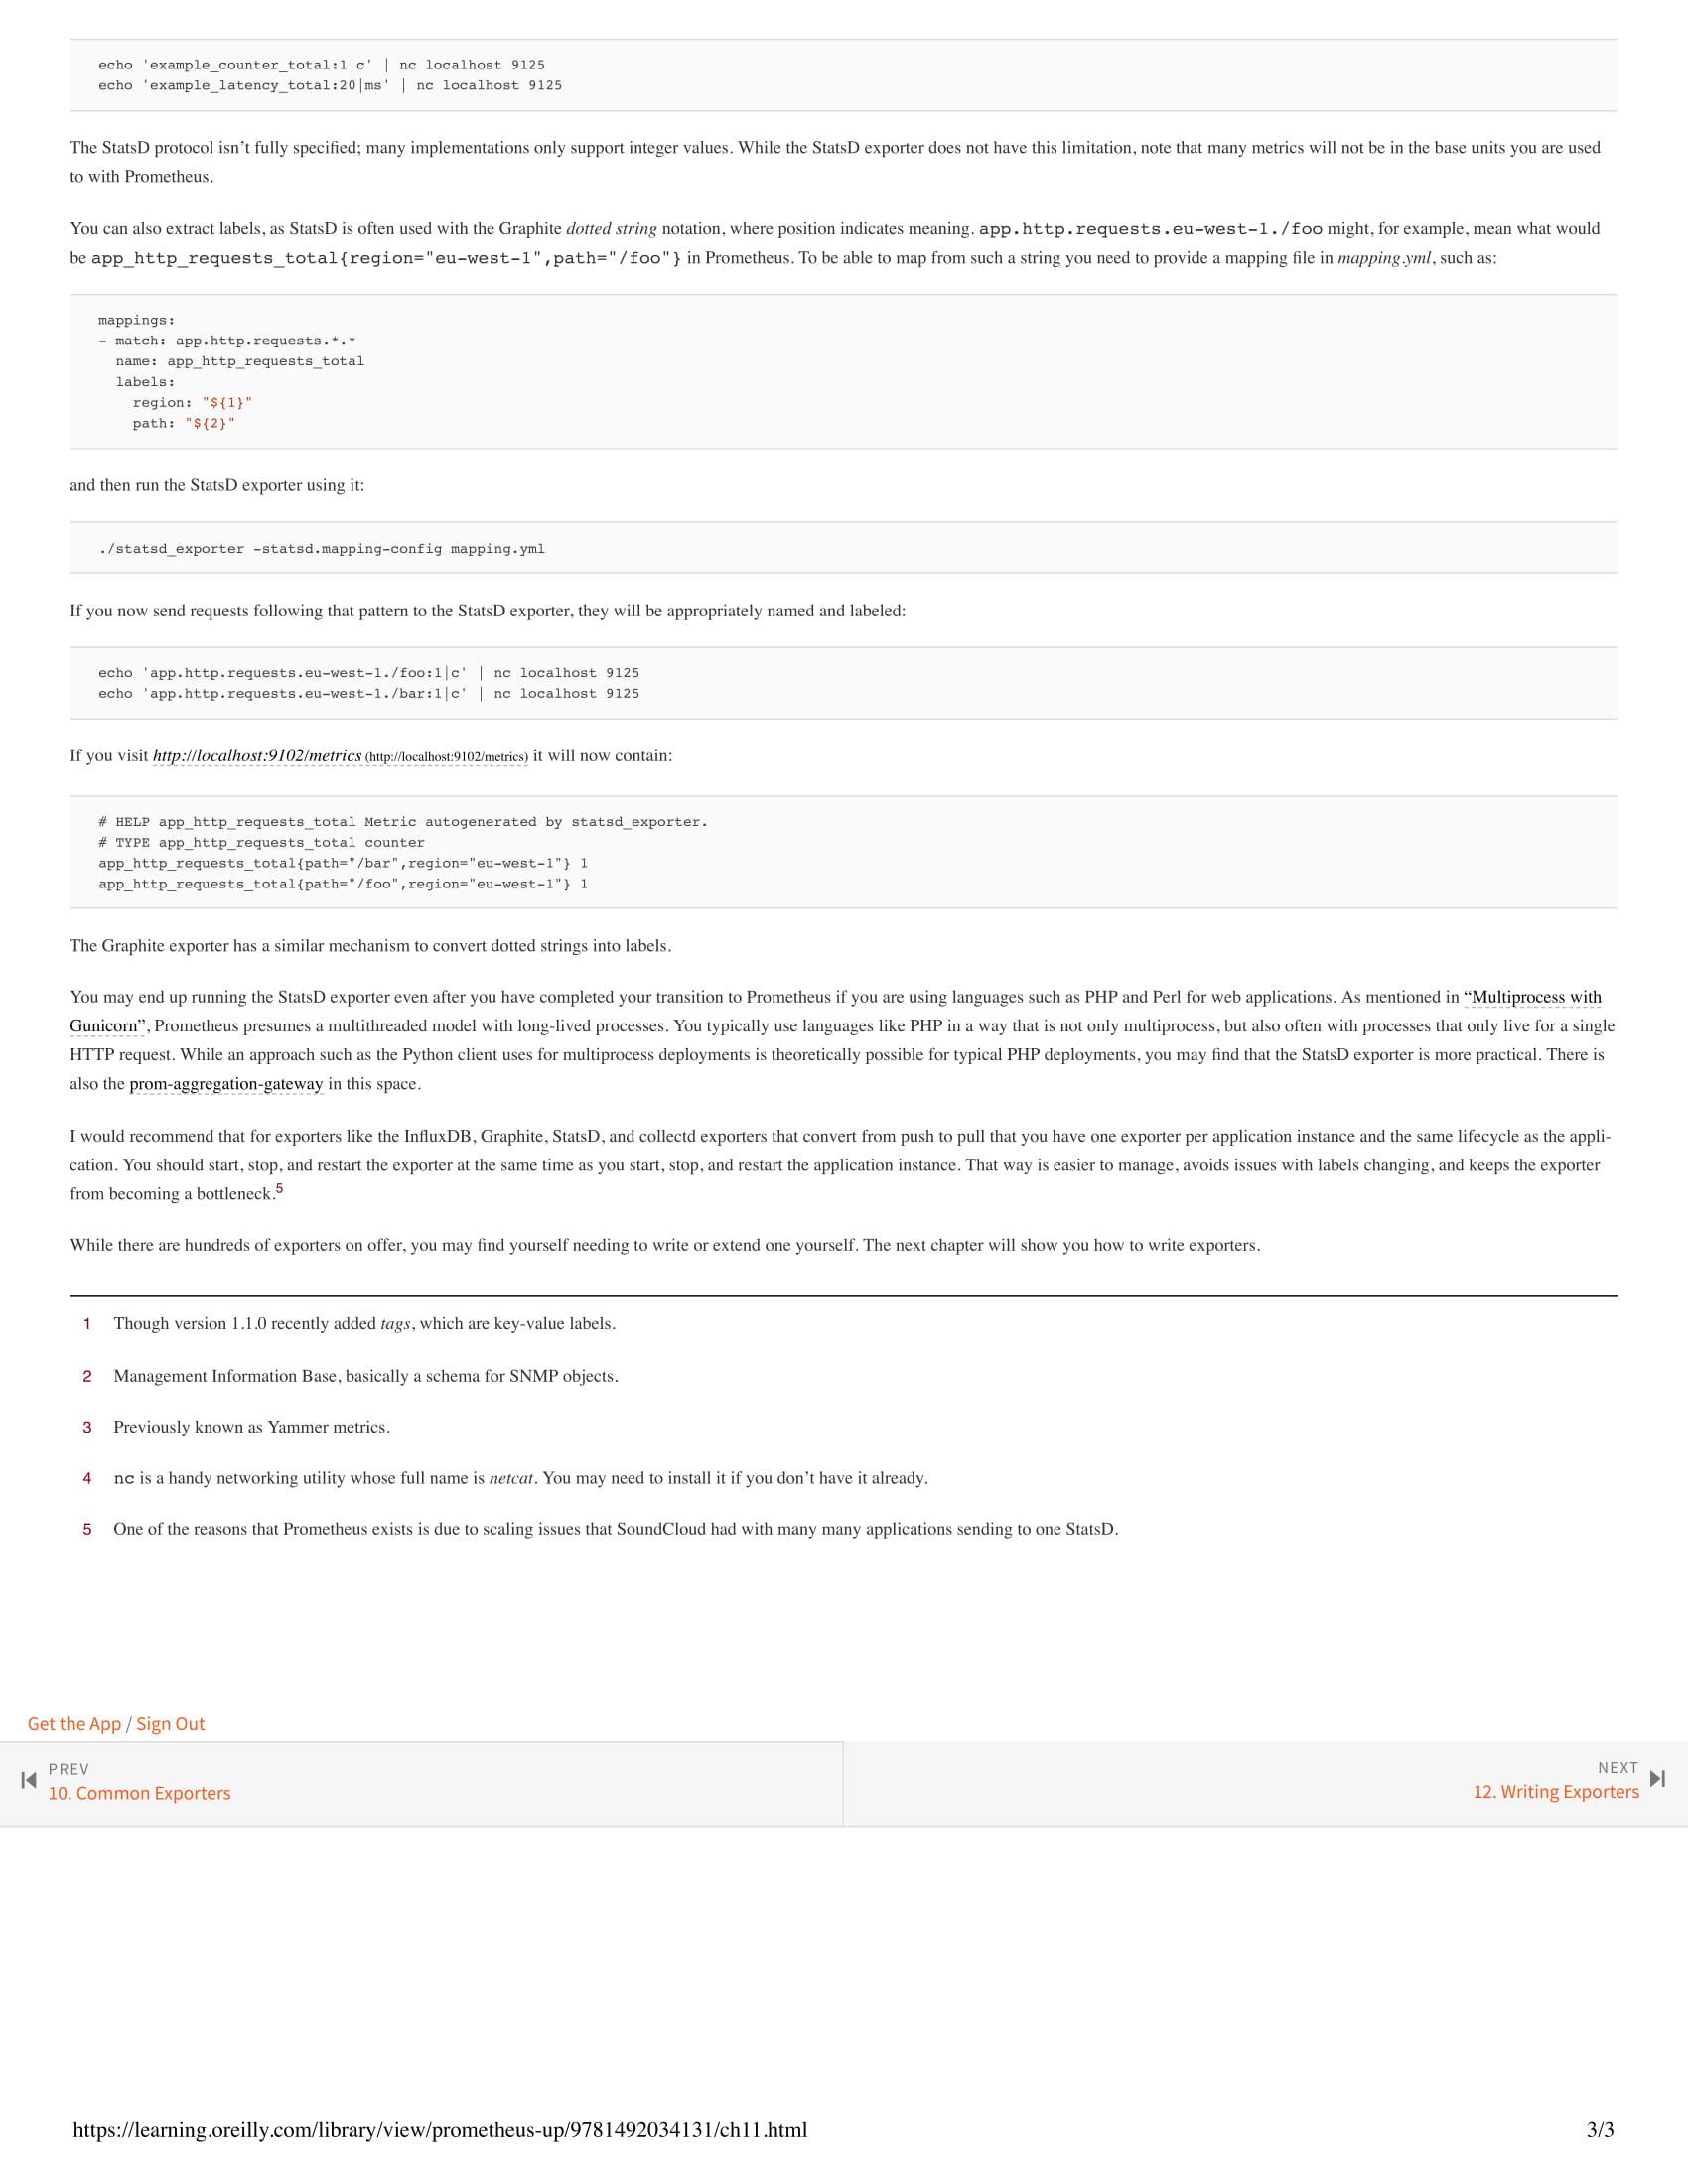 echo 'example_counter_total:1|c' | nc localhost 9125
echo 'example_latency_total:20|ms' | nc localhost 9125
The StatsD protocol isn’t fully specified; many implementations only support integer values. While the StatsD exporter does not have this limitation, note that many metrics will not be in the base units you are used
to with Prometheus.
You can also extract labels, as StatsD is often used with the Graphite dotted string notation, where position indicates meaning. app.http.requests.eu-west-1./foo might, for example, mean what would
be app_http_requests_total{region="eu-west-1",path="/foo"} in Prometheus. To be able to map from such a string you need to provide a mapping file in mapping.yml, such as:
mappings:
- match: app.http.requests.*.*
  name: app_http_requests_total
  labels:
    region: "${1}"
    path: "${2}"
and then run the StatsD exporter using it:
./statsd_exporter -statsd.mapping-config mapping.yml
If you now send requests following that pattern to the StatsD exporter, they will be appropriately named and labeled:
echo 'app.http.requests.eu-west-1./foo:1|c' | nc localhost 9125
echo 'app.http.requests.eu-west-1./bar:1|c' | nc localhost 9125
If you visit http://localhost:9102/metrics (http://localhost:9102/metrics) it will now contain:
# HELP app_http_requests_total Metric autogenerated by statsd_exporter.
# TYPE app_http_requests_total counter
app_http_requests_total{path="/bar",region="eu-west-1"} 1
app_http_requests_total{path="/foo",region="eu-west-1"} 1
The Graphite exporter has a similar mechanism to convert dotted strings into labels.
You may end up running the StatsD exporter even after you have completed your transition to Prometheus if you are using languages such as PHP and Perl for web applications. As mentioned in “Multiprocess with
Gunicorn”, Prometheus presumes a multithreaded model with long-lived processes. You typically use languages like PHP in a way that is not only multiprocess, but also often with processes that only live for a single
HTTP request. While an approach such as the Python client uses for multiprocess deployments is theoretically possible for typical PHP deployments, you may find that the StatsD exporter is more practical. There is
also the prom-aggregation-gateway in this space.
I would recommend that for exporters like the InfluxDB, Graphite, StatsD, and collectd exporters that convert from push to pull that you have one exporter per application instance and the same lifecycle as the appli-
cation. You should start, stop, and restart the exporter at the same time as you start, stop, and restart the application instance. That way is easier to manage, avoids issues with labels changing, and keeps the exporter
from becoming a bottleneck.5
While there are hundreds of exporters on offer, you may find yourself needing to write or extend one yourself. The next chapter will show you how to write exporters.
1 Though version 1.1.0 recently added tags, which are key-value labels.
2 Management Information Base, basically a schema for SNMP objects.
3 Previously known as Yammer metrics.
4 nc is a handy networking utility whose full name is netcat. You may need to install it if you don’t have it already.
5 One of the reasons that Prometheus exists is due to scaling issues that SoundCloud had with many many applications sending to one StatsD.
Get the App / Sign Out
PREV
10. Common Exporters
NEXT
12. Writing Exporters
https://learning.oreilly.com/library/view/prometheus-up/9781492034131/ch11.html 3/3